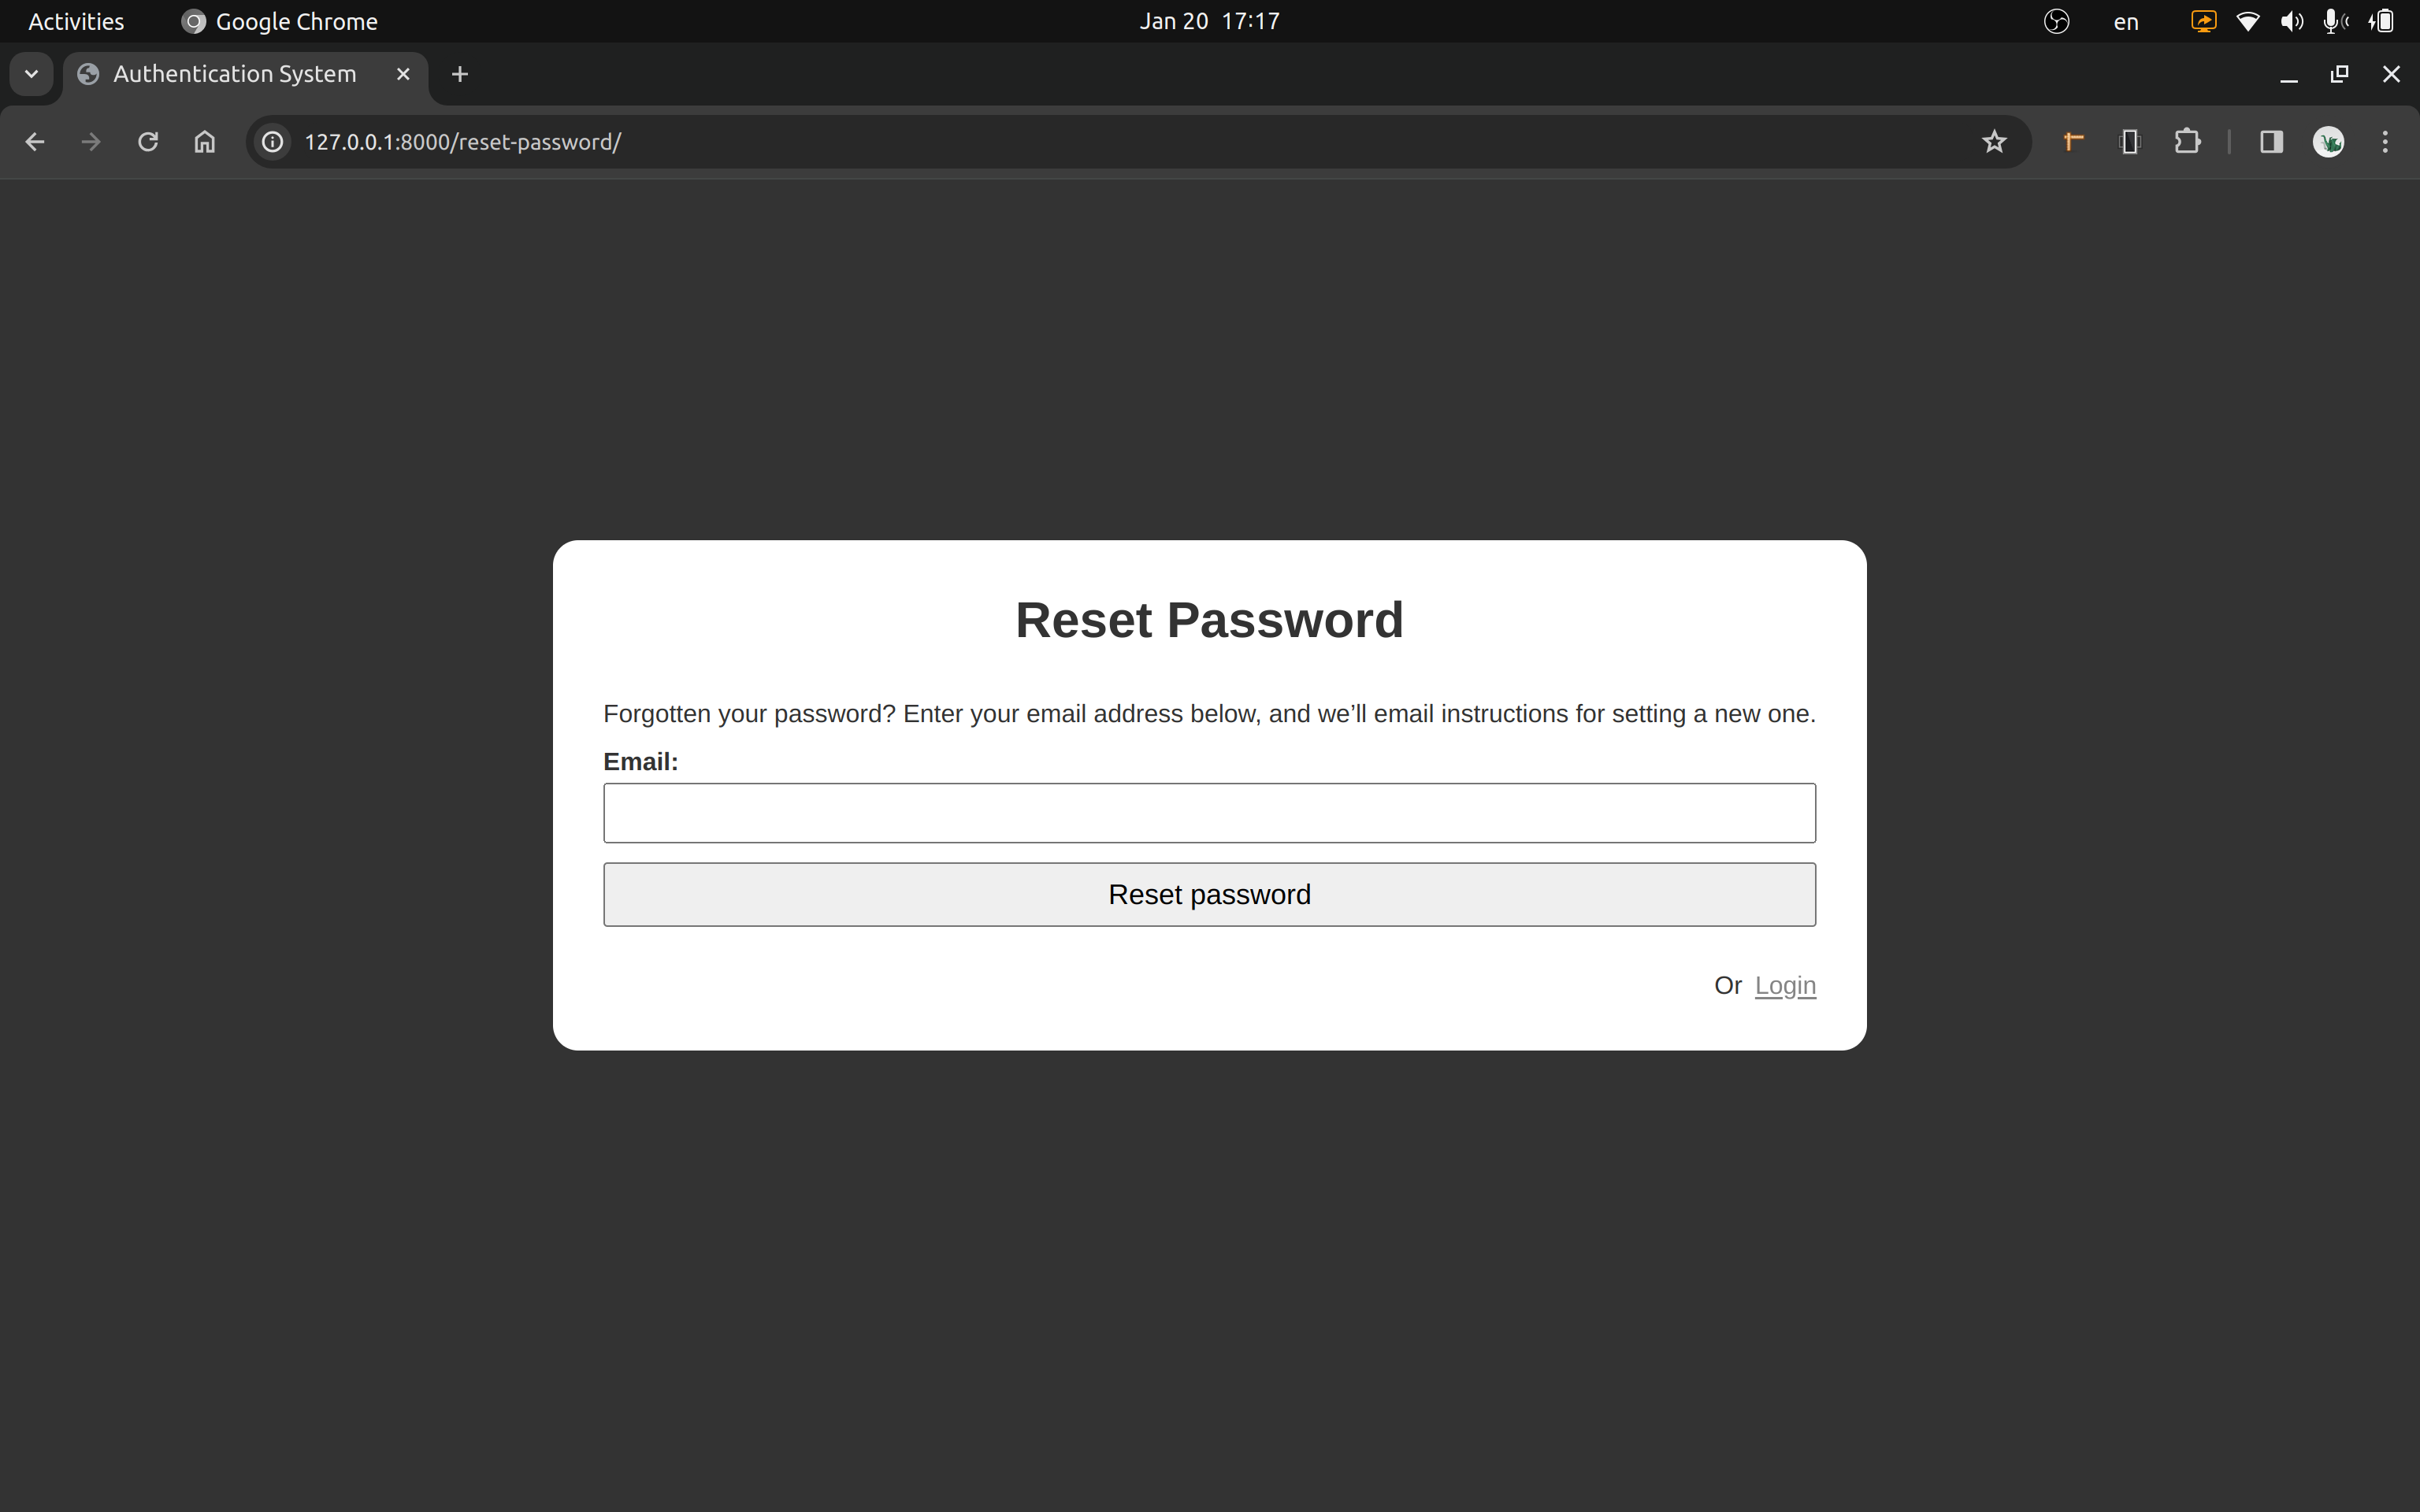 Activities Google Chrome Jan 20 17:17 en
Authentication System
127.0.0.1:8000/reset-password/
Reset Password
Forgotten your password? Enter your email address below, and we’ll email instructions for setting a new one.
Email:
Reset password
Or Login